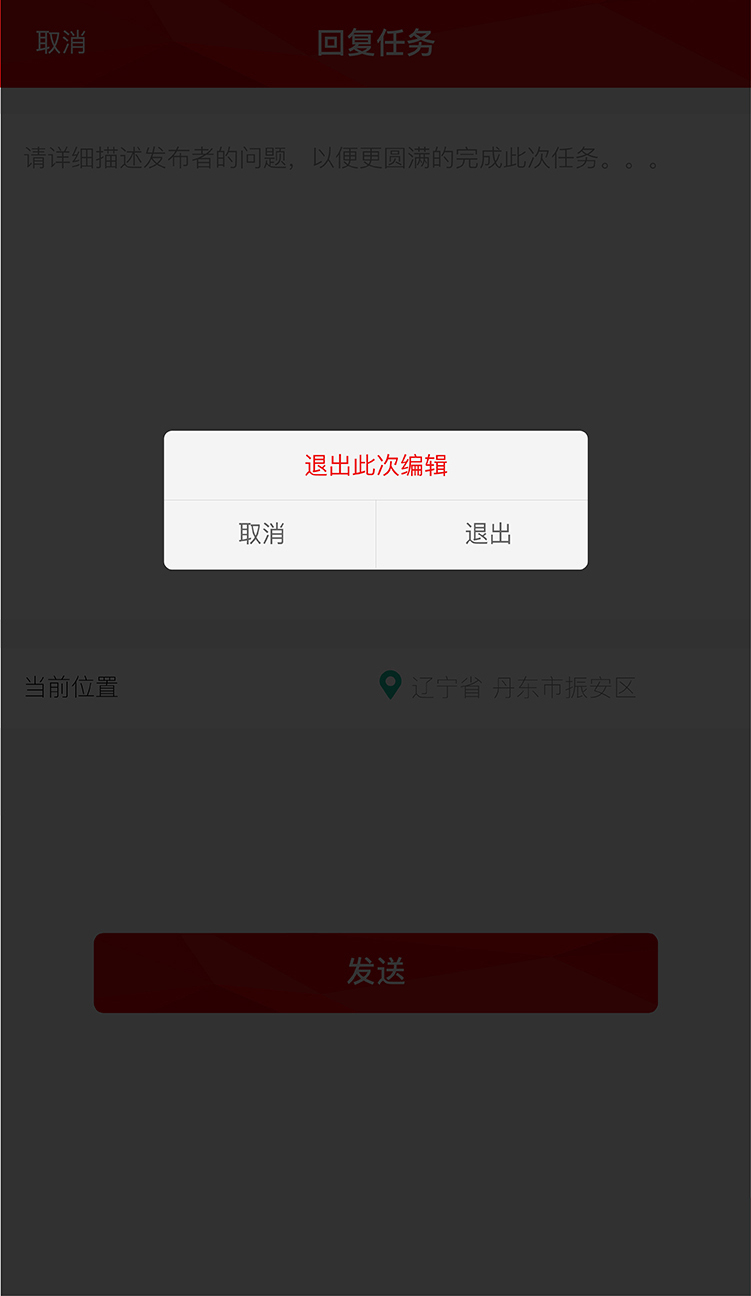 取消 回复任务
请详细描述发布者的问题，以便更圆满的完成此次任务。。。
退出此次编辑
取消 退出
当前位置 辽宁省 丹东市振安区
发送